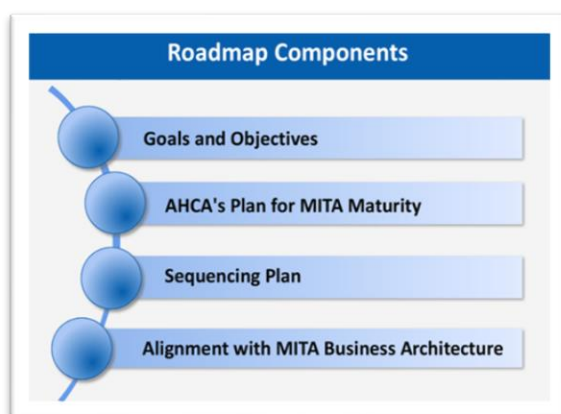 Roadmap Components
Goals and Objectives
AHCA's Plan for MITA Maturity
Sequencing Plan
Alignment with MITA Business Architecture